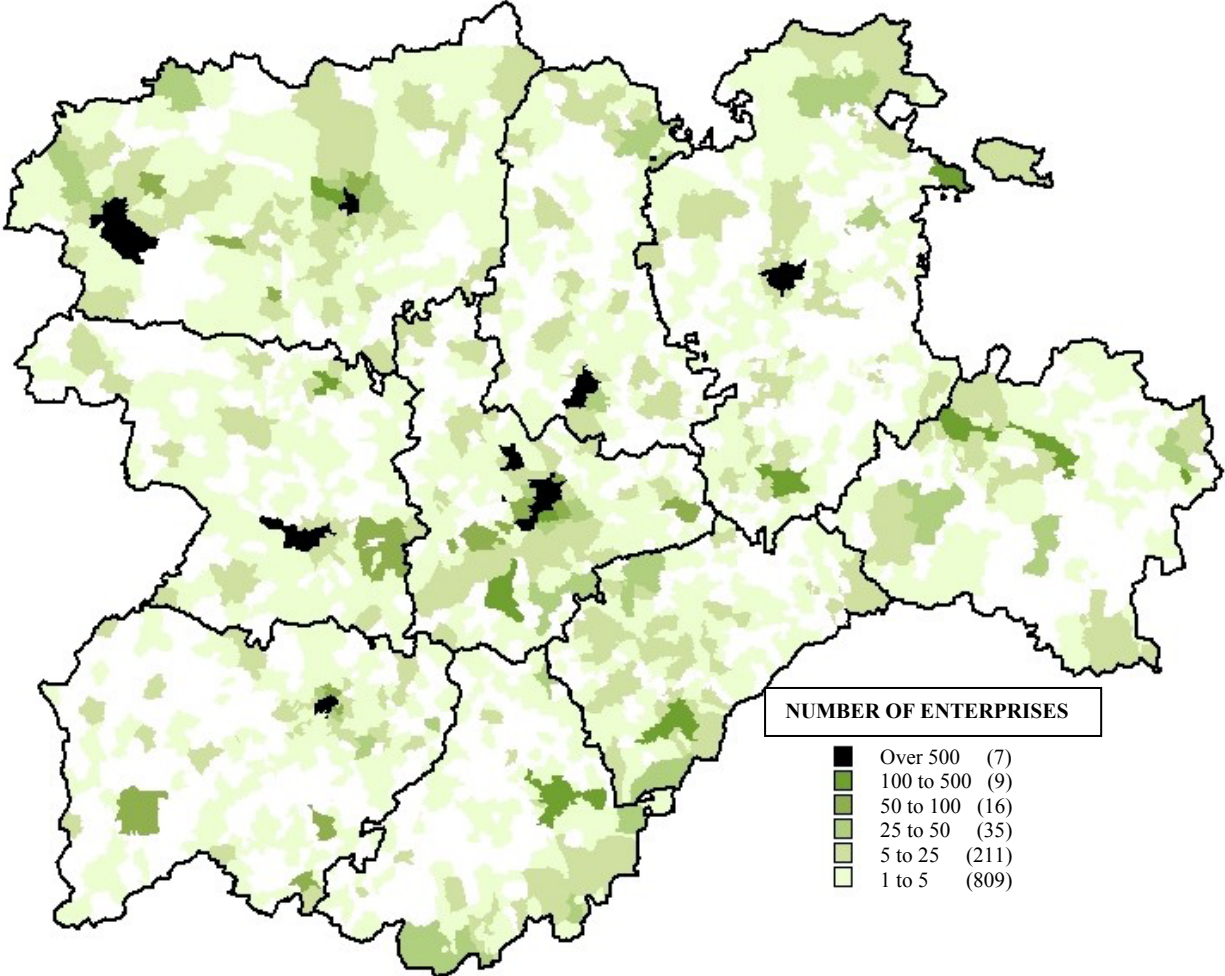 NUMBER OF ENTERPRISES
Over 500 (7)
100 to 500 (9)
50 to 100 (16)
25 to 50 (35)
5 to 25 (211)
1 to 5 (809)